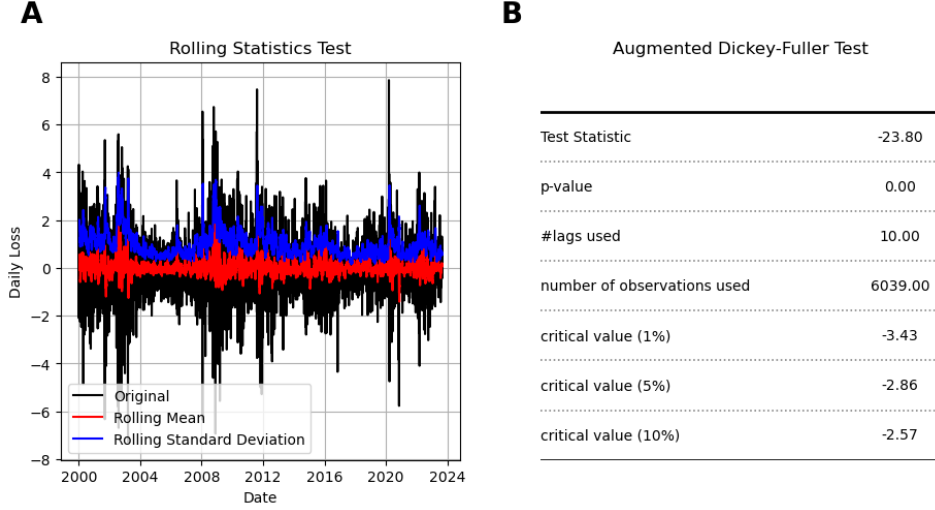 A
Rolling Statistics Test
8
6
4
2
0
−2
−4
−6
−8
Daily Loss
Original
Rolling Mean
Rolling Standard Deviation
2000 2004 2008 2012 2016 2020 2024
Date
B
Augmented Dickey-Fuller Test
Test Statistic -23.80
p-value 0.00
#lags used 10.00
number of observations used 6039.00
critical value (1%) -3.43
critical value (5%) -2.86
critical value (10%) -2.57